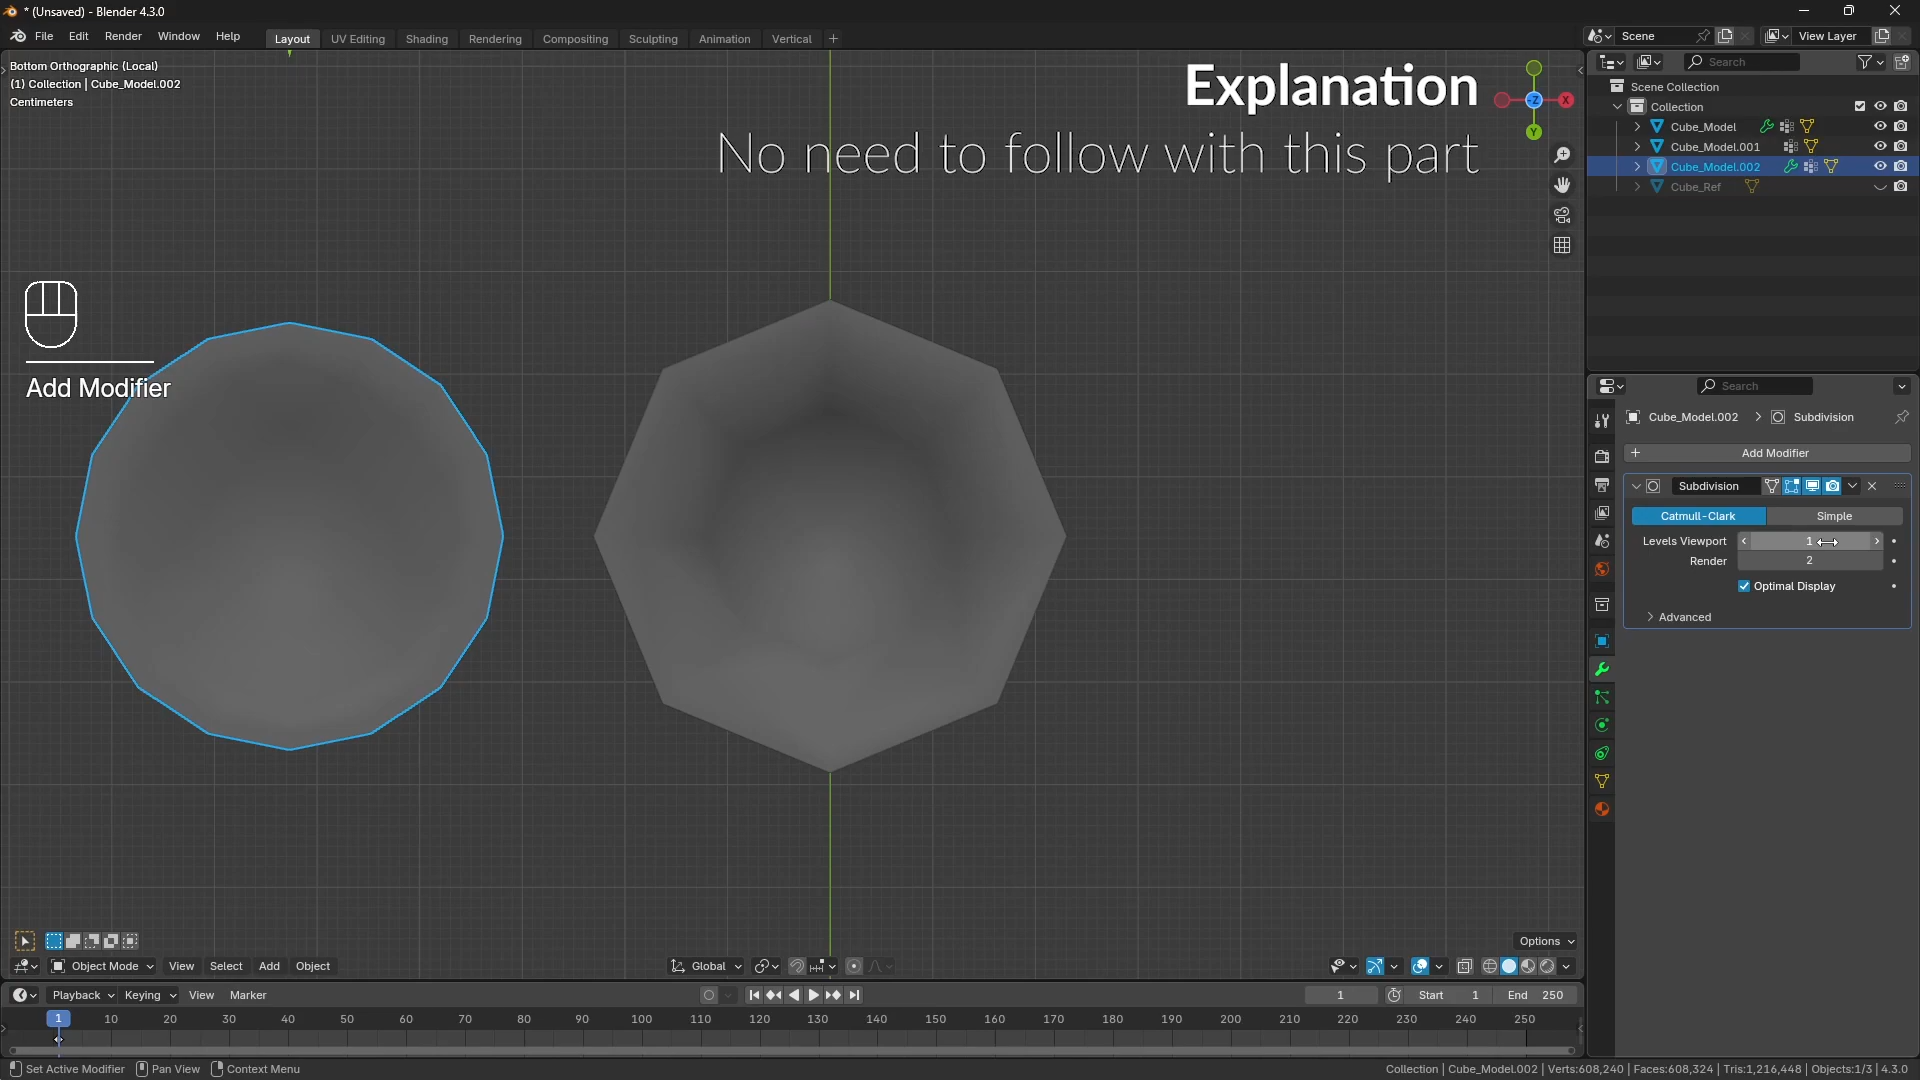 * (Unsaved) - Blender 4.3.0
File Edit Render Window Help
Layout UV Editing Shading Rendering Compositing Sculpting Animation Vertical +
Scene View Layer
Bottom Orthographic (Local)
(1) Collection | Cube_Model.002
Centimeters
Explanation
No need to follow with this part
X
-Z
Y
Search
Scene Collection
Collection
Cube_Model
Cube_Model.001
Cube_Model.002
Cube_Ref
Add Modifier
Search
Cube_Model.002 > Subdivision
+ Add Modifier
Subdivision
Catmull-Clark Simple
Levels Viewport 1
Render 2
Optimal Display
Advanced
Options
Object Mode View Select Add Object
Global
Playback Keying View Marker
1 Start 1 End 250
1 10 20 30 40 50 60 70 80 90 100 110 120 130 140 150 160 170 180 190 200 210 220 230 240 250
Set Active Modifier Pan View Context Menu
Collection | Cube_Model.002 | Verts:608,240 | Faces:608,324 | Tris:1,216,448 | Objects:1/3 | 4.3.0